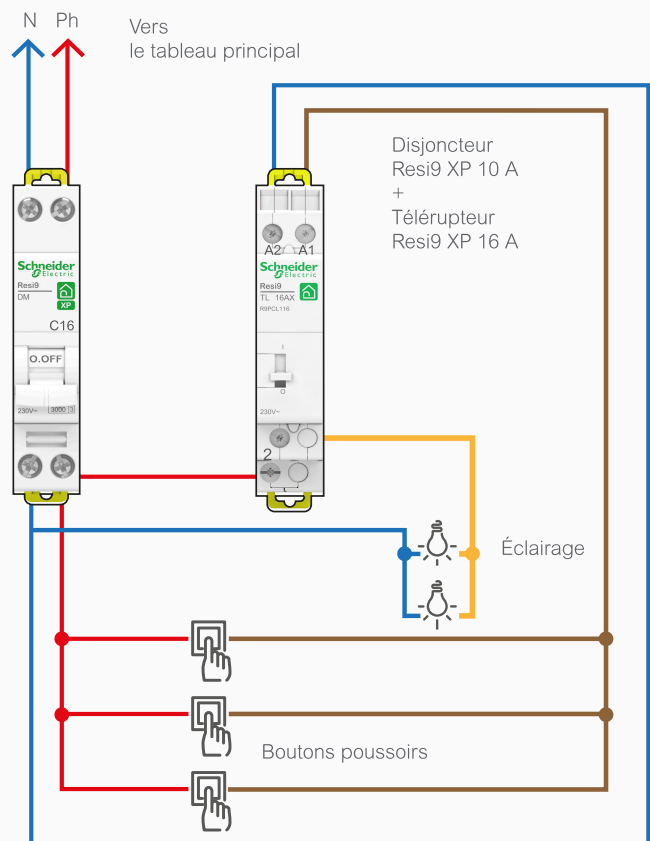 N Ph
Vers
le tableau principal
Disjoncteur
Resi9 XP 10 A
+
Télérupteur
Resi9 XP 16 A
A2 A1
Schneider
Electric
Resi9
DM
XP
C16
O.OFF
230V~ 3000 3
Schneider
Electric
Resi9
TL 16AX
R9PCL116
I
O
230V~
2
Éclairage
Boutons poussoirs